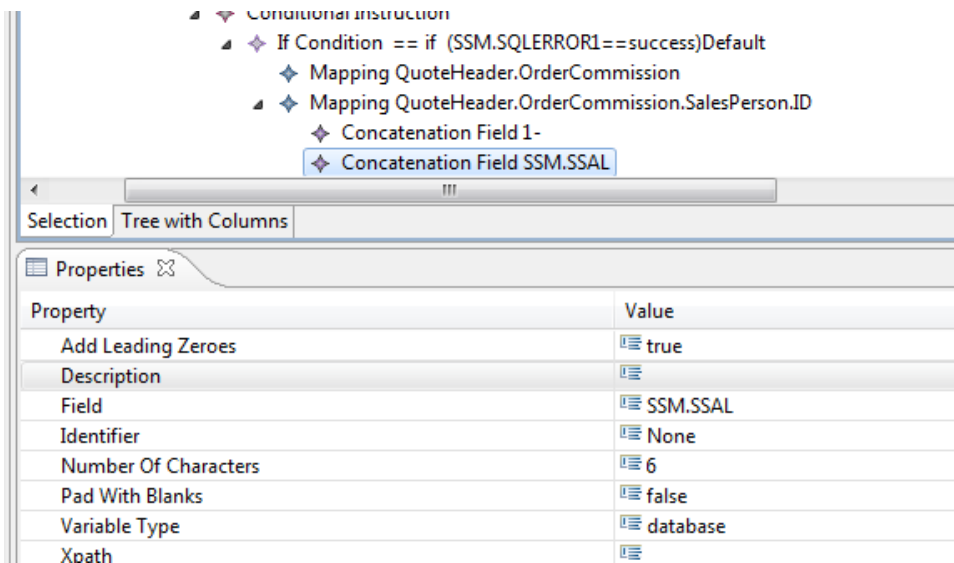 Conditional Instruction
If Condition == if (SSM.SQLERROR1==success)Default
Mapping QuoteHeader.OrderCommission
Mapping QuoteHeader.OrderCommission.SalesPerson.ID
Concatenation Field 1-
Concatenation Field SSM.SSAL
Selection Tree with Columns
Properties
Property Value
Add Leading Zeroes true
Description
Field SSM.SSAL
Identifier None
Number Of Characters 6
Pad With Blanks false
Variable Type database
Xpath